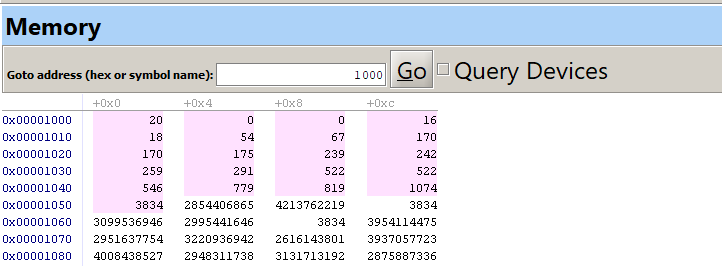 Memory
Goto address (hex or symbol name): 1000 Go Query Devices
+0x0 +0x4 +0x8 +0xc
0x00001000 20 0 0 16
0x00001010 18 54 67 170
0x00001020 170 175 239 242
0x00001030 259 291 522 522
0x00001040 546 779 819 1074
0x00001050 3834 2854406865 4213762219 3834
0x00001060 3099536946 2995441646 3834 3954114475
0x00001070 2951637754 3220936942 2616143801 3937057723
0x00001080 4008438527 2948311738 3131713192 2875887336